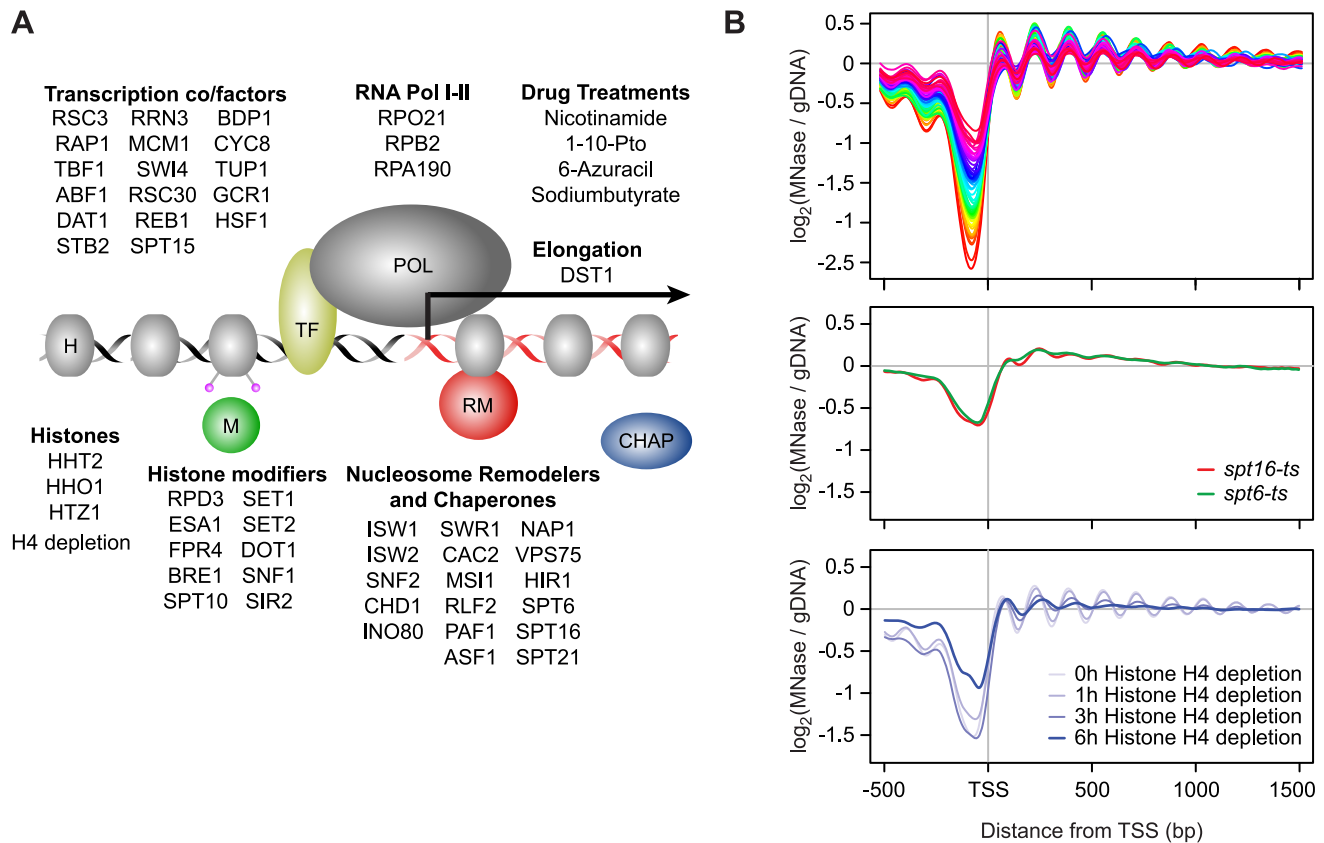 A
Transcription co/factors
RSC3 RRN3 BDP1
RAP1 MCM1 CYC8
TBF1 SWI4 TUP1
ABF1 RSC30 GCR1
DAT1 REB1 HSF1
STB2 SPT15
RNA Pol I-II
RPO21
RPB2
RPA190
Drug Treatments
Nicotinamide
1-10-Pto
6-Azuracil
Sodiumbutyrate
Elongation
DST1
POL
TF
H
M
RM
CHAP
Histones
HHT2
HHO1
HTZ1
H4 depletion
Histone modifiers
RPD3 SET1
ESA1 SET2
FPR4 DOT1
BRE1 SNF1
SPT10 SIR2
Nucleosome Remodelers
and Chaperones
ISW1 SWR1 NAP1
ISW2 CAC2 VPS75
SNF2 MSI1 HIR1
CHD1 RLF2 SPT6
INO80 PAF1 SPT16
ASF1 SPT21
B
log2(MNase / gDNA)
0.5
0
-0.5
-1
-1.5
-2
-2.5
log2(MNase / gDNA)
0.5
0
-0.5
-1
-1.5
spt16-ts
spt6-ts
log2(MNase / gDNA)
0.5
0
-0.5
-1
-1.5
0h Histone H4 depletion
1h Histone H4 depletion
3h Histone H4 depletion
6h Histone H4 depletion
-500 TSS 500 1000 1500
Distance from TSS (bp)